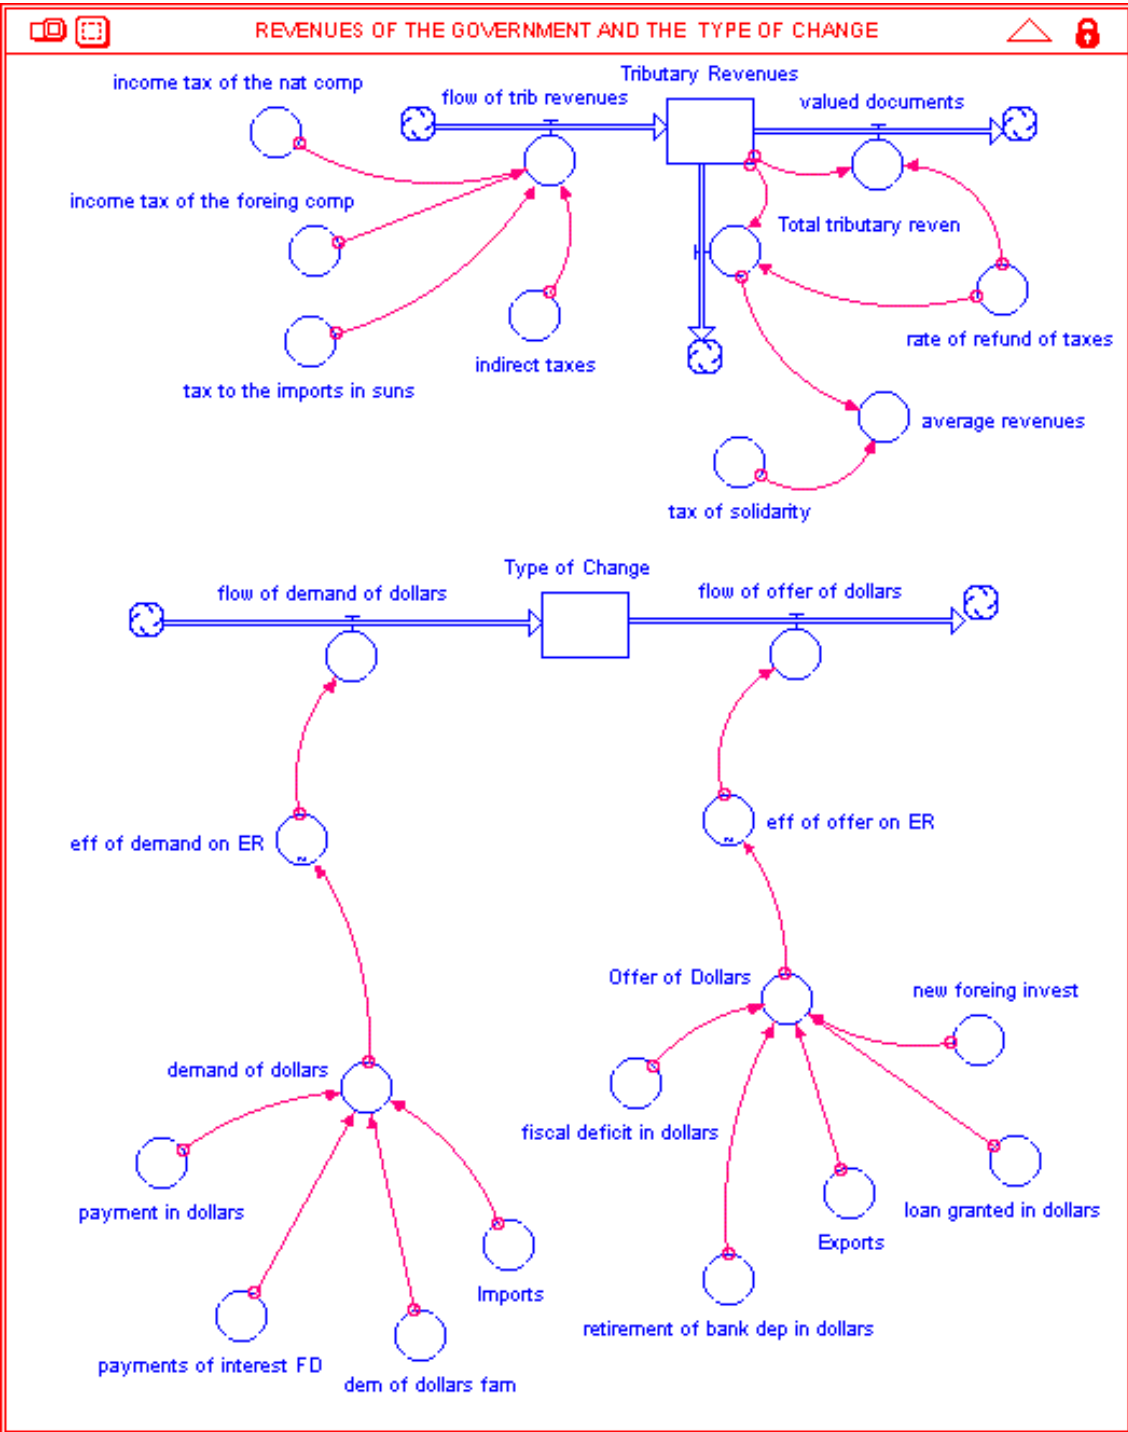 REVENUES OF THE GOVERNMENT AND THE TYPE OF CHANGE
income tax of the nat comp
Tributary Revenues
flow of trib revenues
valued documents
income tax of the foreing comp
Total tributary reven
rate of refund of taxes
indirect taxes
tax to the imports in suns
average revenues
tax of solidarity
Type of Change
flow of demand of dollars
flow of offer of dollars
eff of demand on ER
eff of offer on ER
Offer of Dollars
new foreing invest
demand of dollars
fiscal deficit in dollars
payment in dollars
loan granted in dollars
Exports
Imports
retirement of bank dep in dollars
payments of interest FD
dem of dollars fam